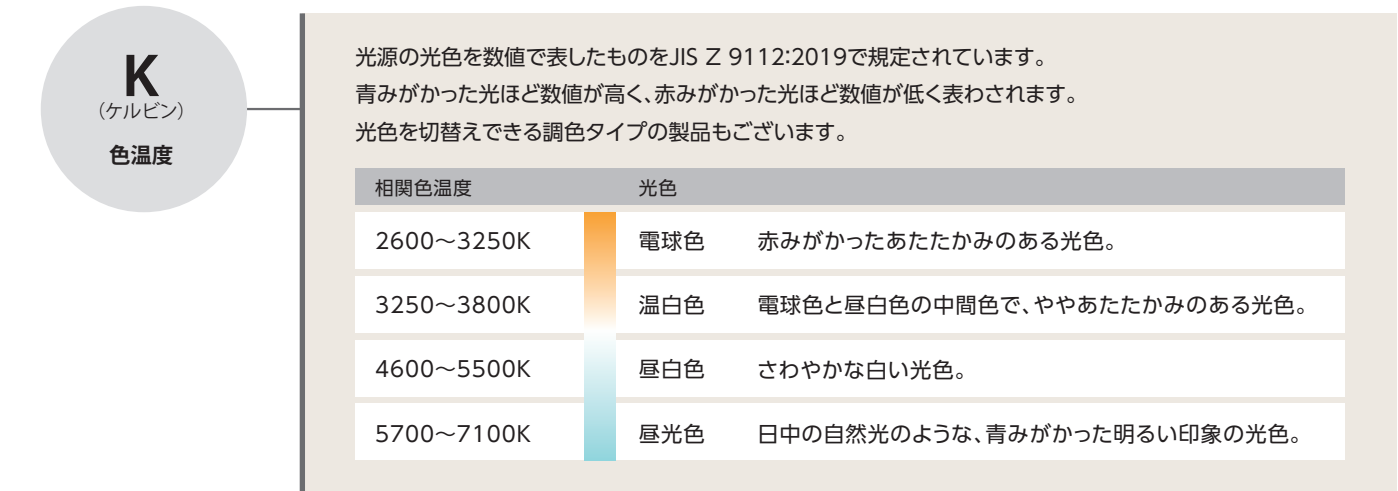 K
（ケルビン）
色温度
光源の光色を数値で表したものをJIS Z 9112:2019で規定されています。
青みがかった光ほど数値が高く、赤みがかった光ほど数値が低く表わされます。
光色を切替えできる調色タイプの製品もございます。
相関色温度 光色
2600〜3250K 電球色 赤みがかったあたたかみのある光色。
3250〜3800K 温白色 電球色と昼白色の中間色で、ややあたたかみのある光色。
4600〜5500K 昼白色 さわやかな白い光色。
5700〜7100K 昼光色 日中の自然光のような、青みがかった明るい印象の光色。